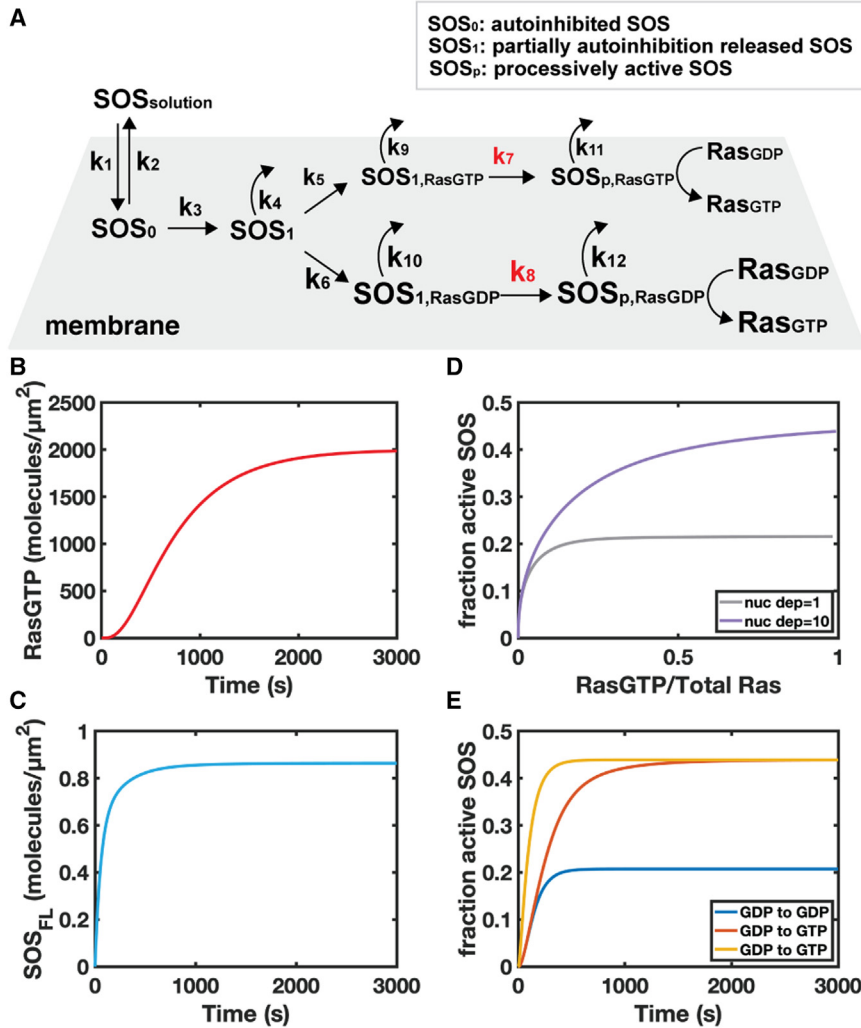 A
SOS₀: autoinhibited SOS
SOS₁: partially autoinhibition released SOS
SOSₚ: processively active SOS
SOSsolution
k₁
k₂
SOS₀
k₃
SOS₁
k₄
k₅
k₆
k₉
SOS₁,RasGTP
k₇
k₁₁
SOSp,RasGTP
RasGDP
RasGTP
k₁₀
SOS₁,RasGDP
k₈
k₁₂
SOSp,RasGDP
RasGDP
RasGTP
membrane
B
RasGTP (molecules/μm²)
2500
2000
1500
1000
500
0
0 1000 2000 3000
Time (s)
D
fraction active SOS
0.5
0.4
0.3
0.2
0.1
0
nuc dep=1
nuc dep=10
0 0.5 1
RasGTP/Total Ras
C
SOS_FL (molecules/μm²)
1
0.8
0.6
0.4
0.2
0
0 1000 2000 3000
Time (s)
E
fraction active SOS
0.5
0.4
0.3
0.2
0.1
0
GDP to GDP
GDP to GTP
GDP to GTP
0 1000 2000 3000
Time (s)